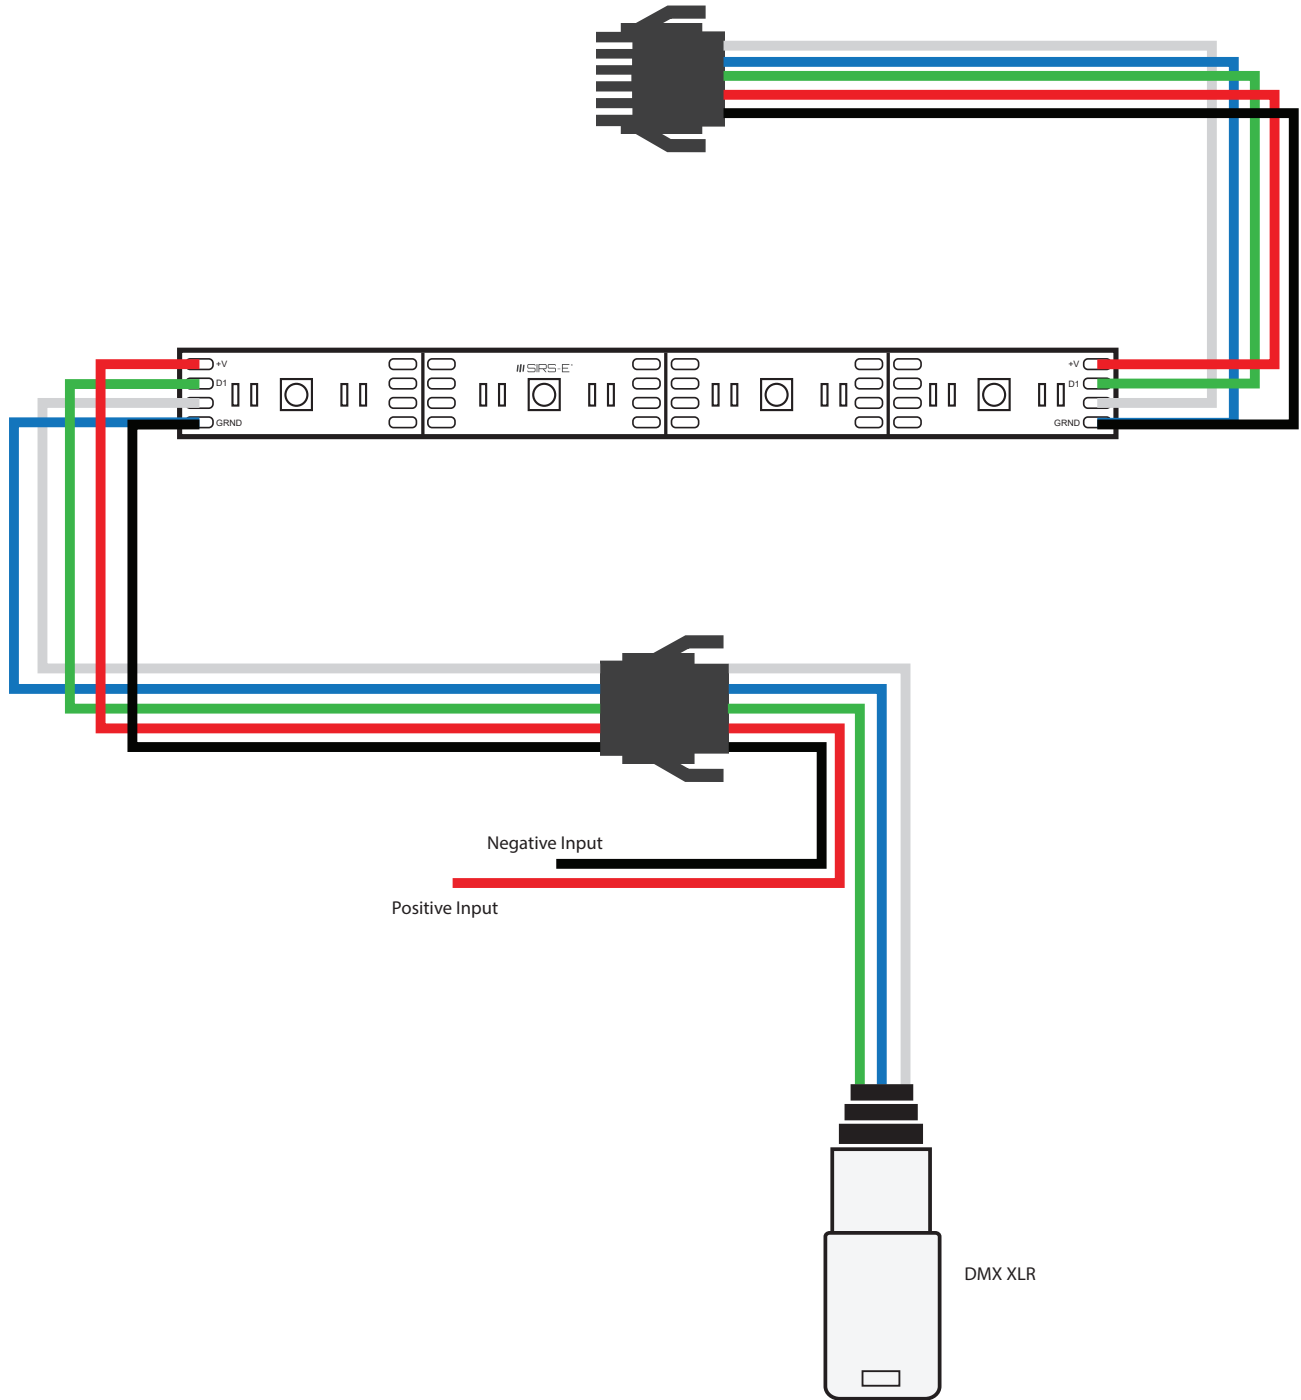 +V
SIRS-E
+V
D1
D1
GRND
GRND
Negative Input
Positive Input
DMX XLR